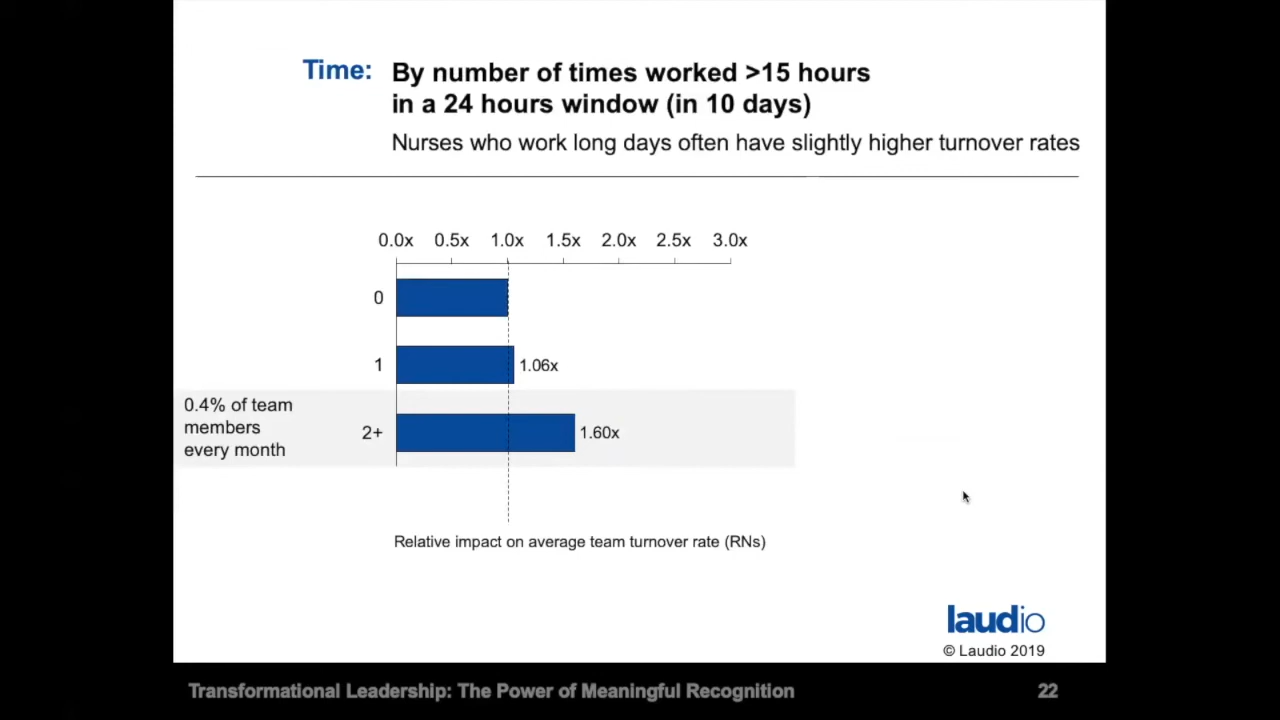 Time:
By number of times worked >15 hours
in a 24 hours window (in 10 days)
Nurses who work long days often have slightly higher turnover rates
0.0x 0.5x 1.0x 1.5x 2.0x 2.5x 3.0x
0
1 1.06x
0.4% of team
members
every month
2+ 1.60x
Relative impact on average team turnover rate (RNs)
laudio
© Laudio 2019
Transformational Leadership: The Power of Meaningful Recognition
22